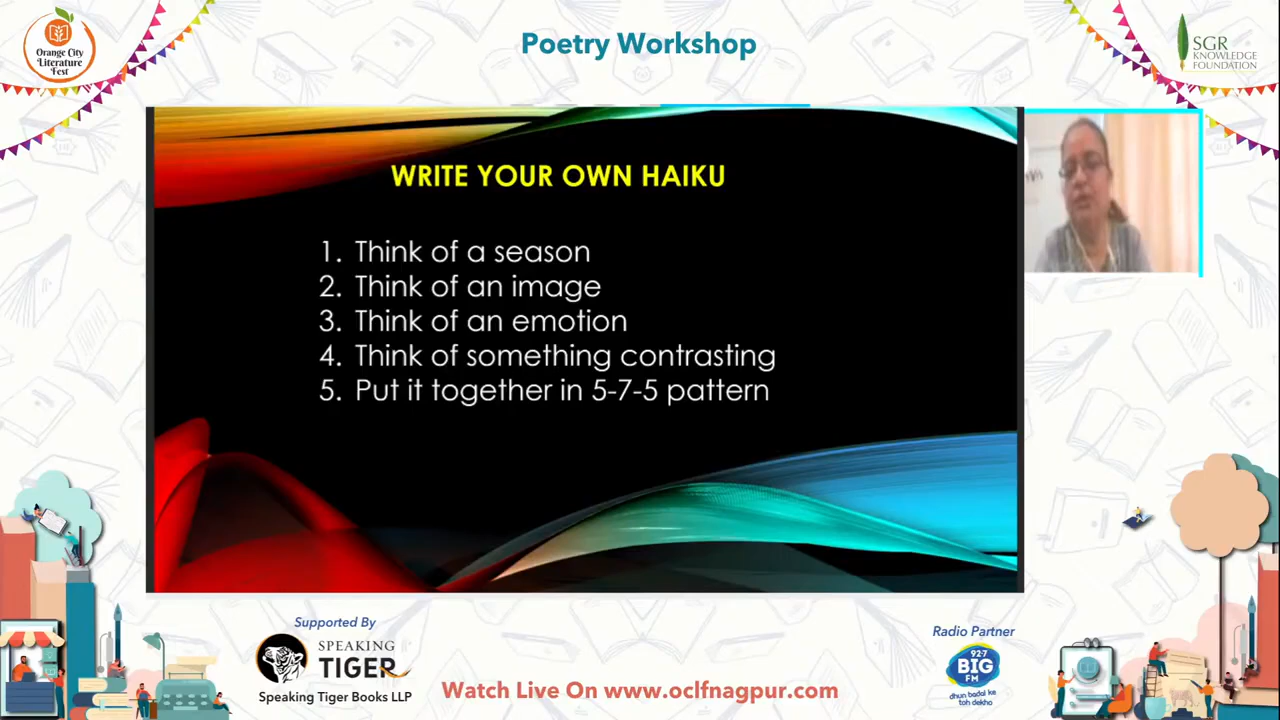 Poetry Workshop
Orange City
Literature
Fest
SGR
KNOWLEDGE
FOUNDATION
WRITE YOUR OWN HAIKU
1. Think of a season
2. Think of an image
3. Think of an emotion
4. Think of something contrasting
5. Put it together in 5-7-5 pattern
Supported By
SPEAKING
TIGER
Speaking Tiger Books LLP
Watch Live On www.oclfnagpur.com
Radio Partner
92.7
BIG
FM
dhun badal ke
toh dekho